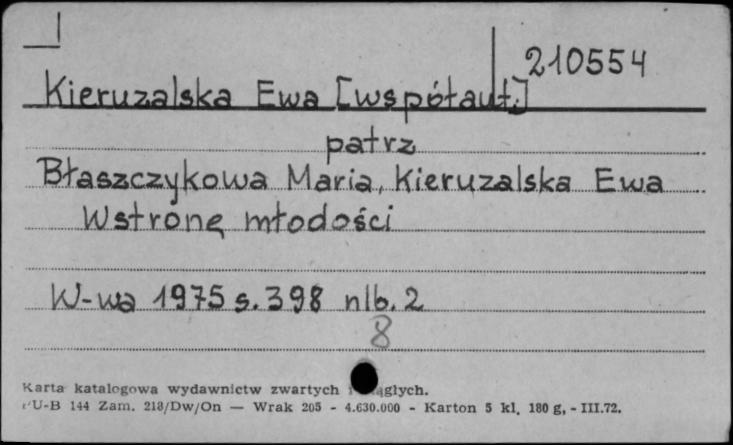 210554
Kieruzalska Ewa [współaut.]
patrz
Błaszczykowa Maria, Kieruzalska Ewa
W stronę młodości
W-wa 1975 s. 398 nlb. 2
8
Karta katalogowa wydawnictw zwartych
PU-B 144 Zam. 218/Dw/On — Wrak 205 - 4.630.000 - Karton 5 kl. 180 g. - III.72.